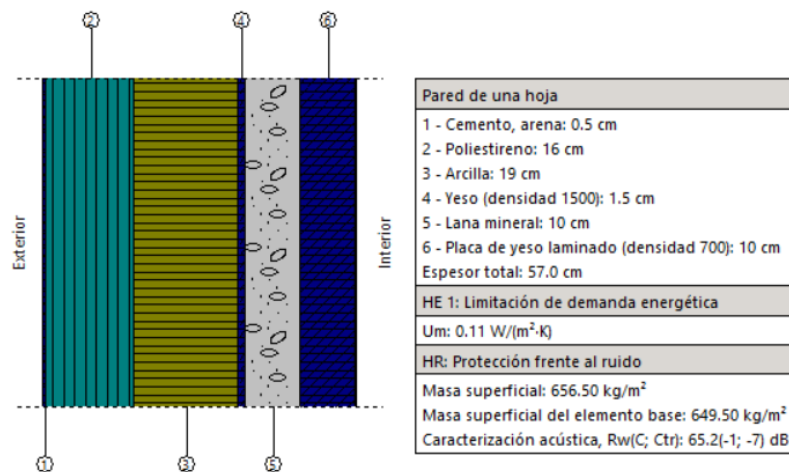 2
4
6
Exterior
Interior
1
3
5
Pared de una hoja
1 - Cemento, arena: 0.5 cm
2 - Poliestireno: 16 cm
3 - Arcilla: 19 cm
4 - Yeso (densidad 1500): 1.5 cm
5 - Lana mineral: 10 cm
6 - Placa de yeso laminado (densidad 700): 10 cm
Espesor total: 57.0 cm
HE 1: Limitación de demanda energética
Um: 0.11 W/(m²·K)
HR: Protección frente al ruido
Masa superficial: 656.50 kg/m²
Masa superficial del elemento base: 649.50 kg/m²
Caracterización acústica, Rw(C; Ctr): 65.2(-1; -7) dB